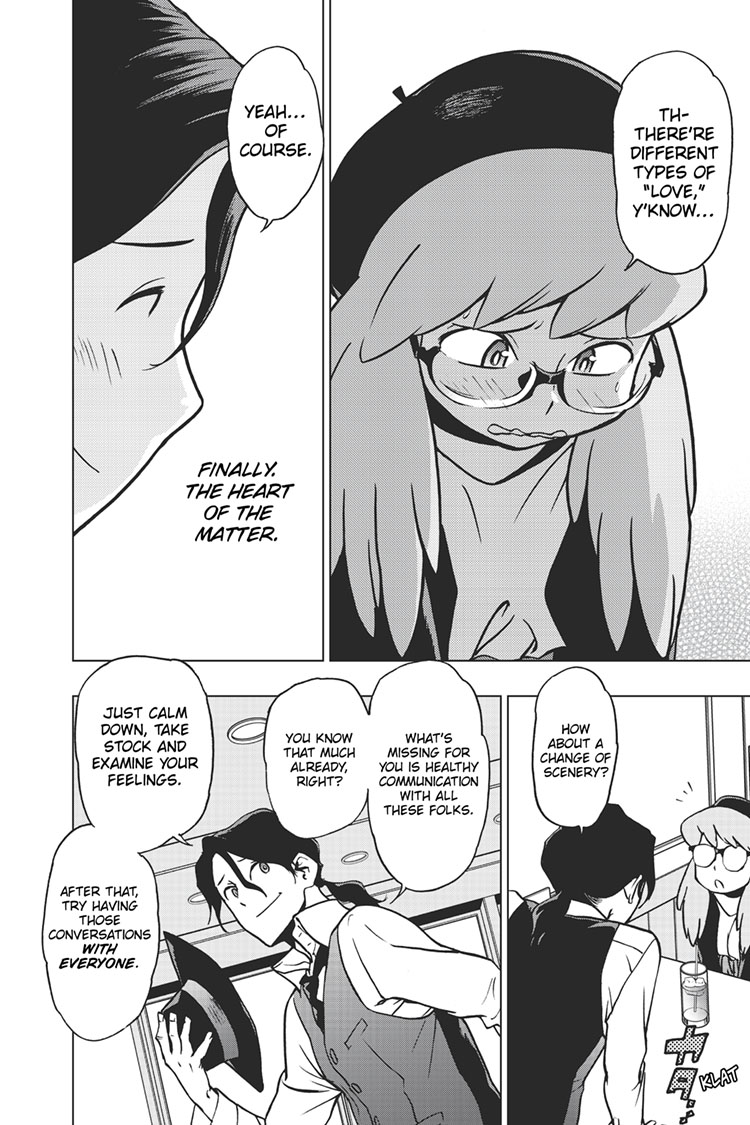 TH-
THERE'RE
DIFFERENT
TYPES OF
"LOVE,"
Y'KNOW...
YEAH...
OF
COURSE.
FINALLY.
THE HEART
OF THE
MATTER.
HOW
ABOUT A
CHANGE OF
SCENERY?
ガタ
KLAT
WHAT'S
MISSING FOR
YOU IS HEALTHY
COMMUNICATION
WITH ALL
THESE FOLKS.
YOU KNOW
THAT MUCH
ALREADY,
RIGHT?
JUST CALM
DOWN, TAKE
STOCK AND
EXAMINE YOUR
FEELINGS.
AFTER THAT,
TRY HAVING
THOSE
CONVERSATIONS
WITH
EVERYONE.